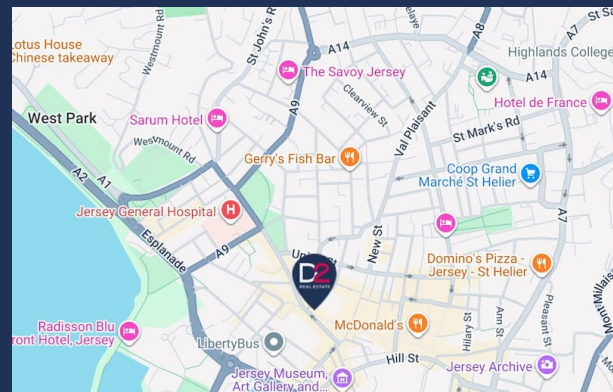 Lotus House
Chinese takeaway
Westmount Rd
St John's Rd
A14
A8
Highlands College
A14
The Savoy Jersey
Clearview St
Hotel de France
West Park
Sarum Hotel
A9
Val Plaisant
St Mark's Rd
Westmount Rd
Gerry's Fish Bar
Coop Grand
Marché St Helier
A2
A1
Jersey General Hospital
H
A7
Esplanade
A9
New St
D2
REAL ESTATE
Domino's Pizza -
Jersey - St Helier
Radisson Blu
ront Hotel, Jersey
LibertyBus
McDonald's
Hilary St
Ann St
Pleasant St
Hill St
Jersey Museum,
Art Gallery and...
Jersey Archive